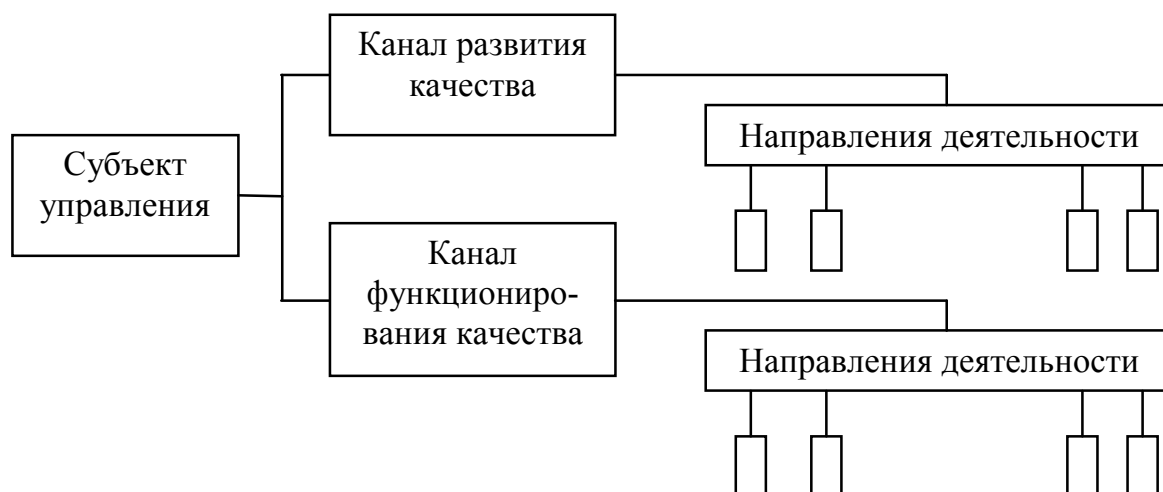 Канал развития
качества
Направления деятельности
Субъект
управления
Канал
функциониро-
вания качества
Направления деятельности